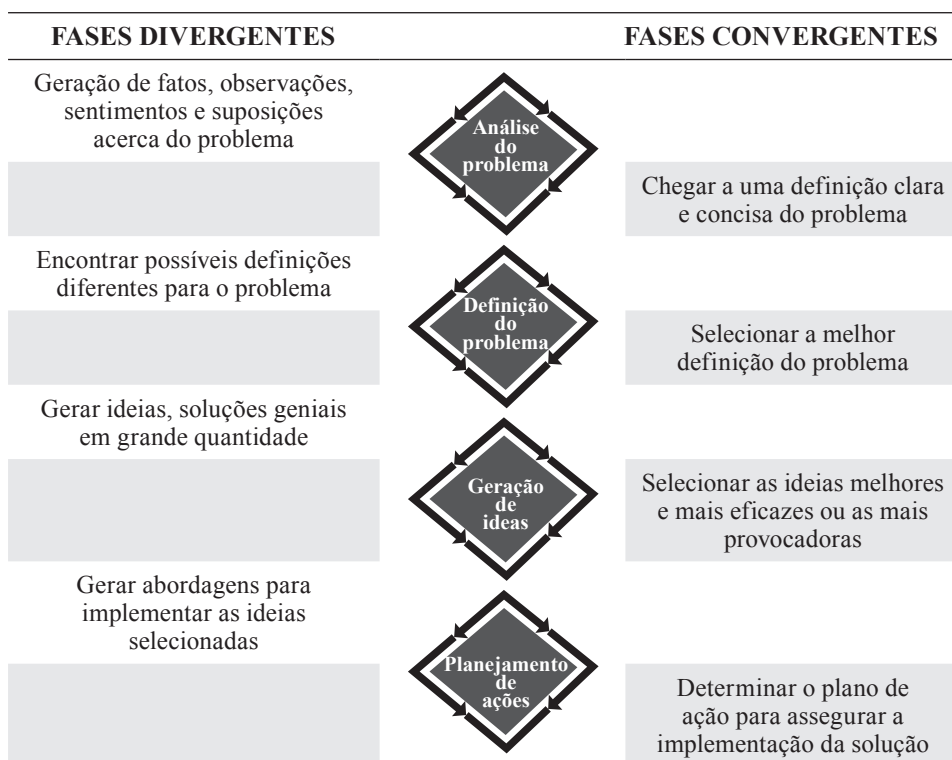 FASES DIVERGENTES
FASES CONVERGENTES
Geração de fatos, observações,
sentimentos e suposições
acerca do problema
Análise
do
problema
Chegar a uma definição clara
e concisa do problema
Encontrar possíveis definições
diferentes para o problema
Definição
do
problema
Selecionar a melhor
definição do problema
Gerar ideias, soluções geniais
em grande quantidade
Geração
de
ideas
Selecionar as ideias melhores
e mais eficazes ou as mais
provocadoras
Gerar abordagens para
implementar as ideias
selecionadas
Planejamento
de
ações
Determinar o plano de
ação para assegurar a
implementação da solução